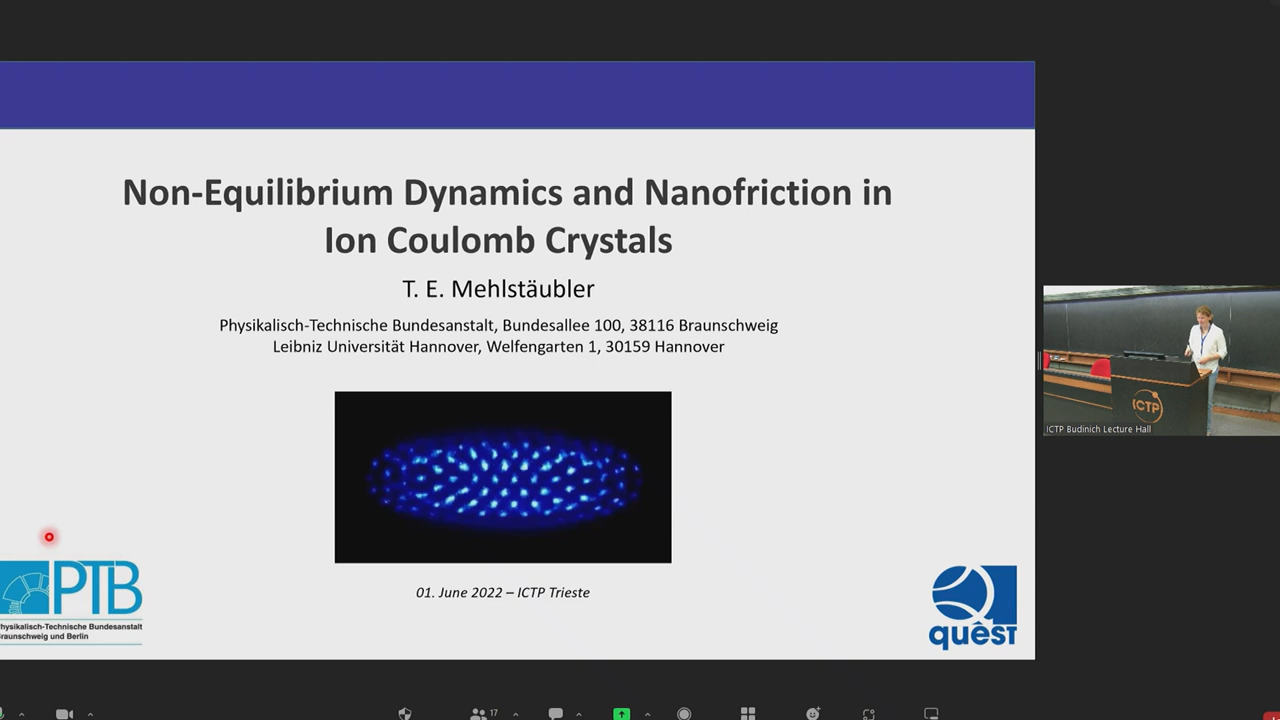 Non-Equilibrium Dynamics and Nanofriction in
Ion Coulomb Crystals
T. E. Mehlstäubler
Physikalisch-Technische Bundesanstalt, Bundesallee 100, 38116 Braunschweig
Leibniz Universität Hannover, Welfengarten 1, 30159 Hannover
ICTP
ICTP Budinich Lecture Hall
01. June 2022 – ICTP Trieste
PTB
hysikalisch-Technische Bundesanstalt
raunschweig und Berlin
quest
17